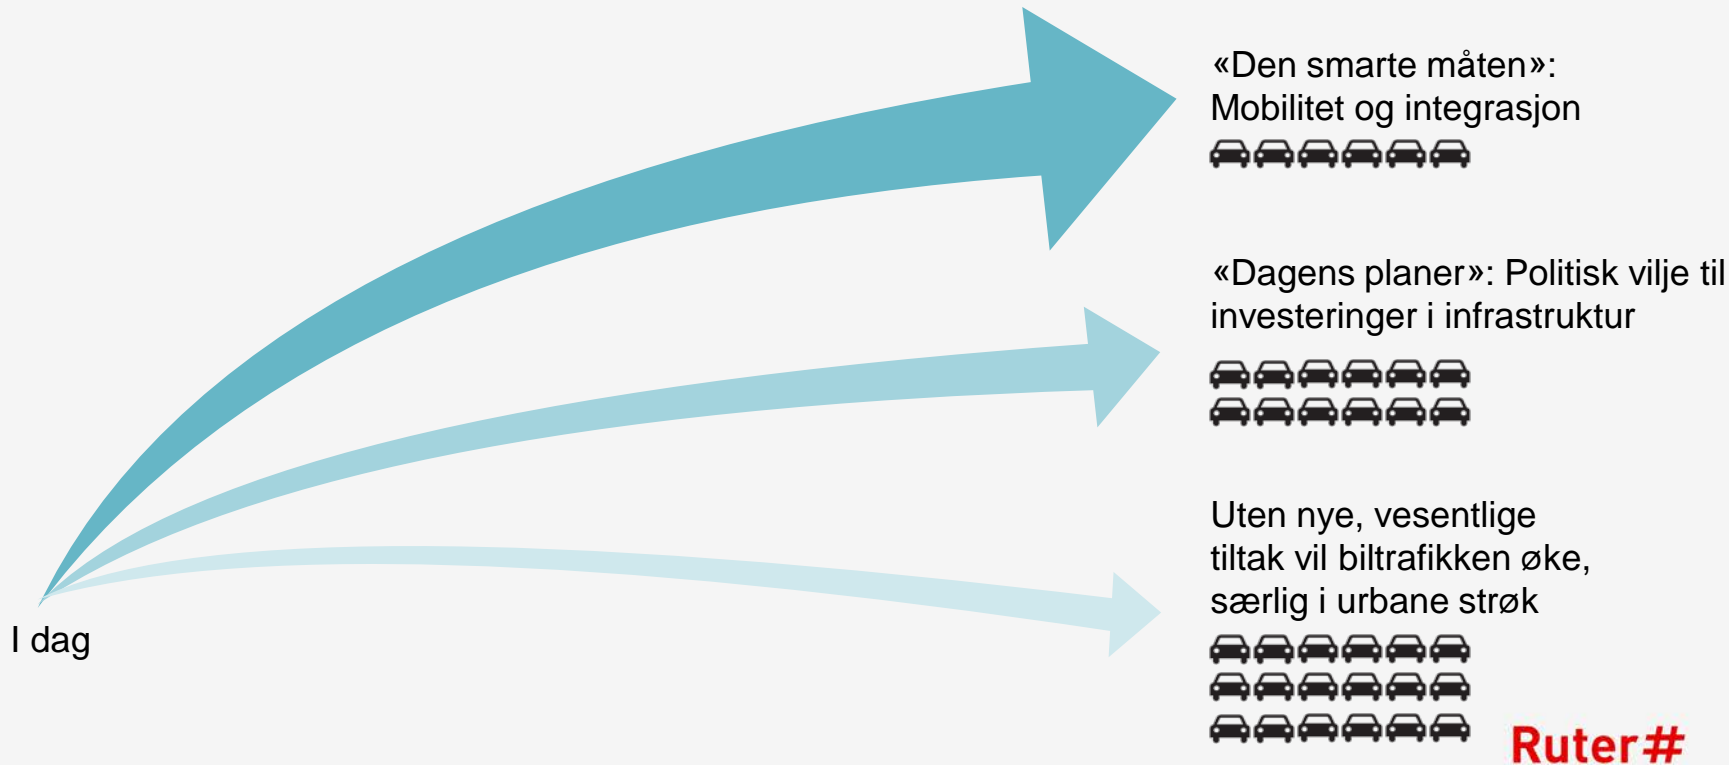 «Den smarte måten»:
Mobilitet og integrasjon
«Dagens planer»: Politisk vilje til
investeringer i infrastruktur
Uten nye, vesentlige
tiltak vil biltrafikken øke,
særlig i urbane strøk
I dag
Ruter#